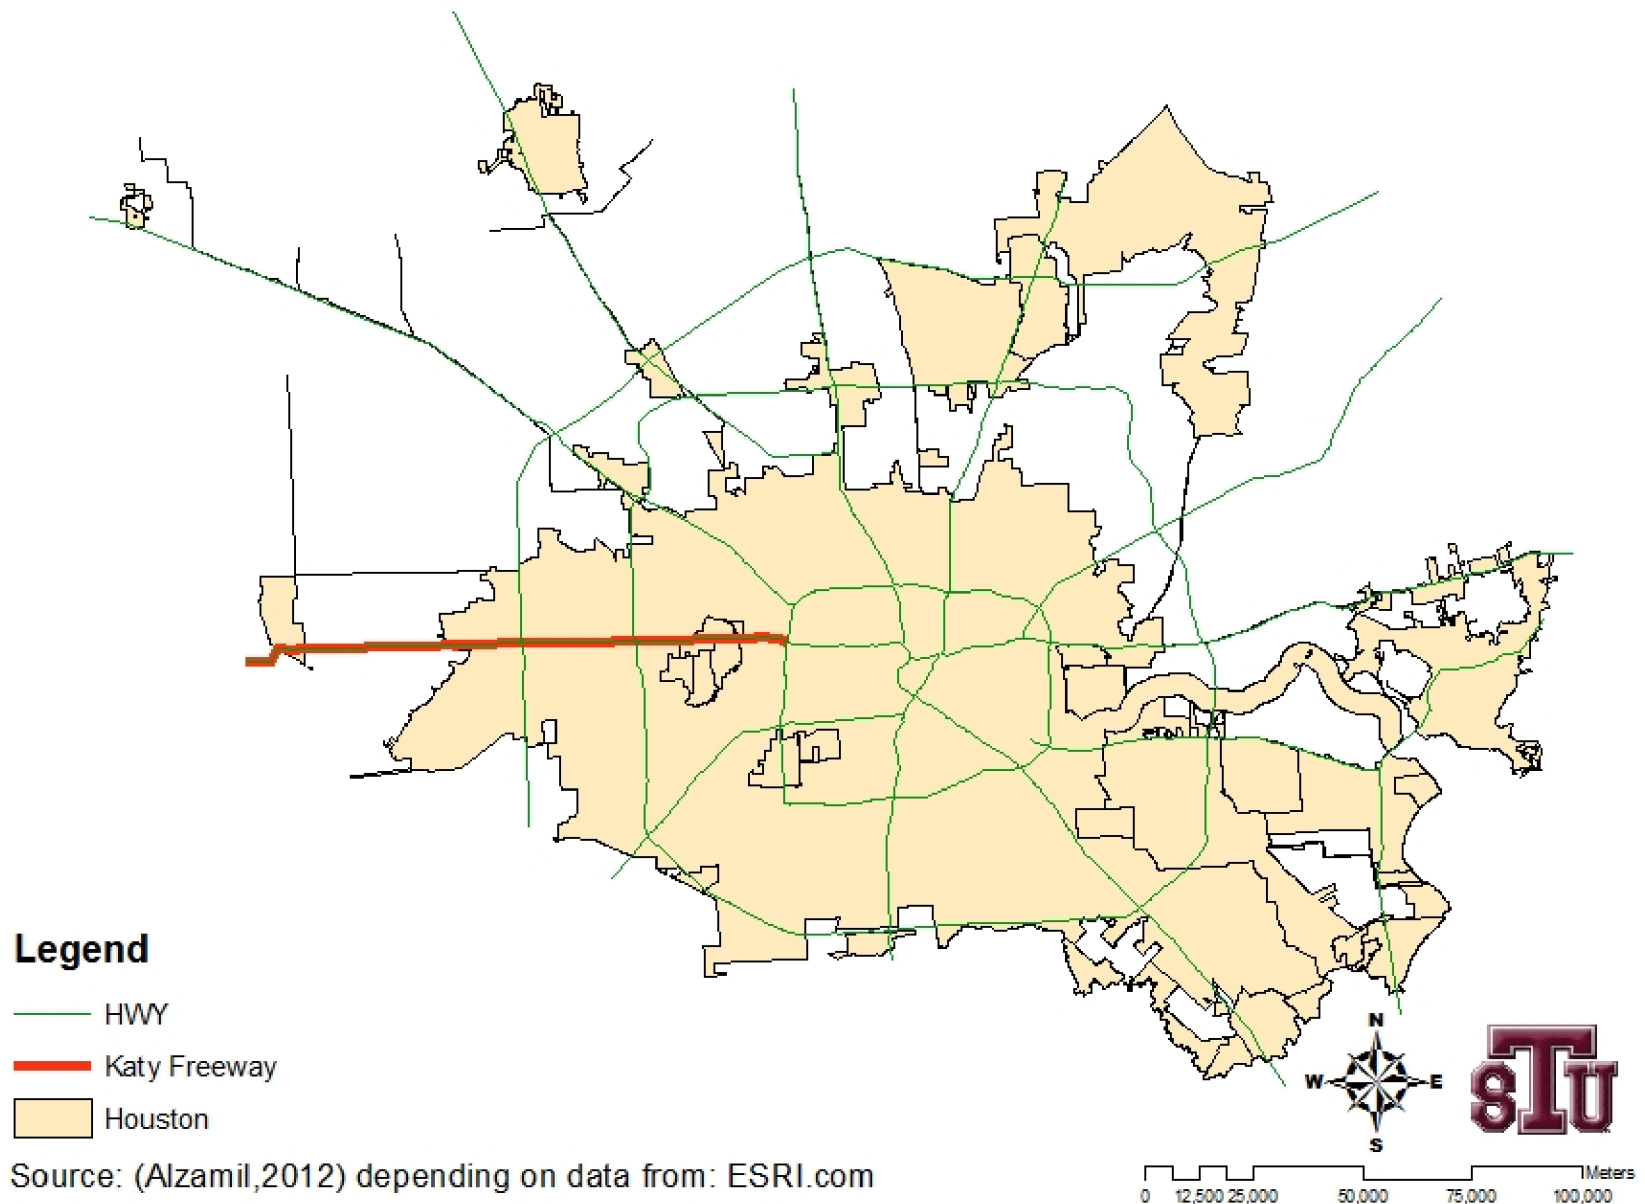 Legend
HWY
Katy Freeway
Houston
Source: (Alzamil,2012) depending on data from: ESRI.com
N
W E
S
STU
Meters
0 12,500 25,000 50,000 75,000 100,000